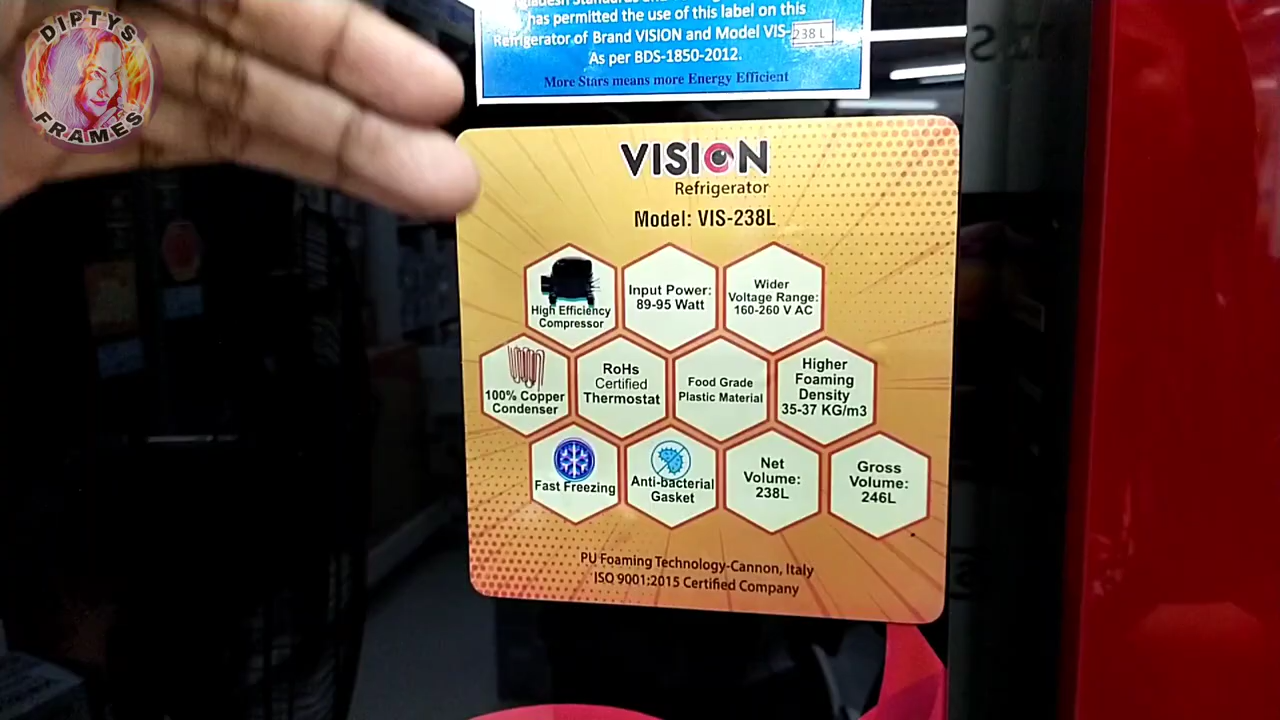 DIPTYS
FRAMES
has permitted the use of this label on this
Refrigerator of Brand VISION and Model VIS-238 L
As per BDS-1850-2012.
More Stars means more Energy Efficient
VISION
Refrigerator
Model: VIS-238L
High Efficiency
Compressor
Input Power:
89-95 Watt
Wider
Voltage Range:
160-260 V AC
100% Copper
Condenser
RoHs
Certified
Thermostat
Food Grade
Plastic Material
Higher
Foaming
Density
35-37 KG/m3
Fast Freezing
Anti-bacterial
Gasket
Net
Volume:
238L
Gross
Volume:
246L
PU Foaming Technology-Cannon, Italy
ISO 9001:2015 Certified Company